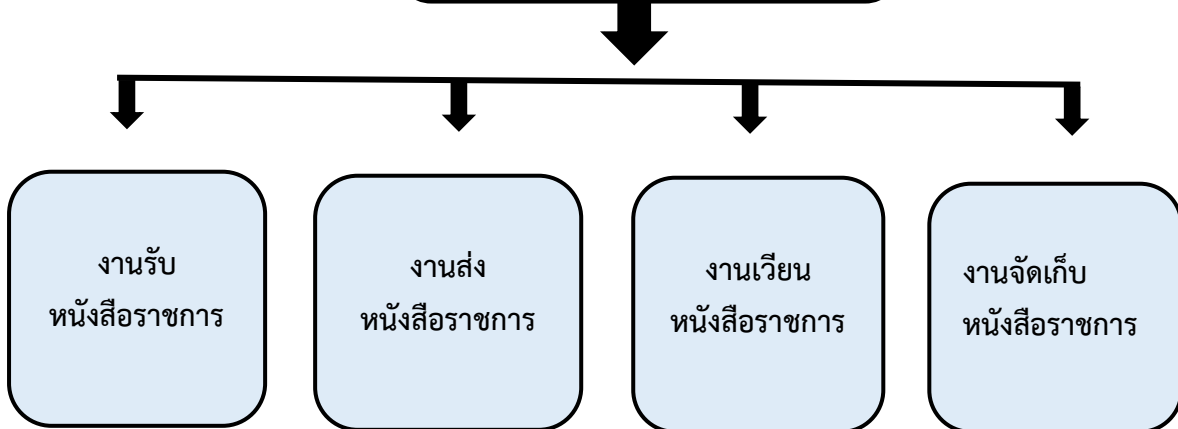 งานรับ
หนังสือราชการ
งานส่ง
หนังสือราชการ
งานเวียน
หนังสือราชการ
งานจัดเก็บ
หนังสือราชการ